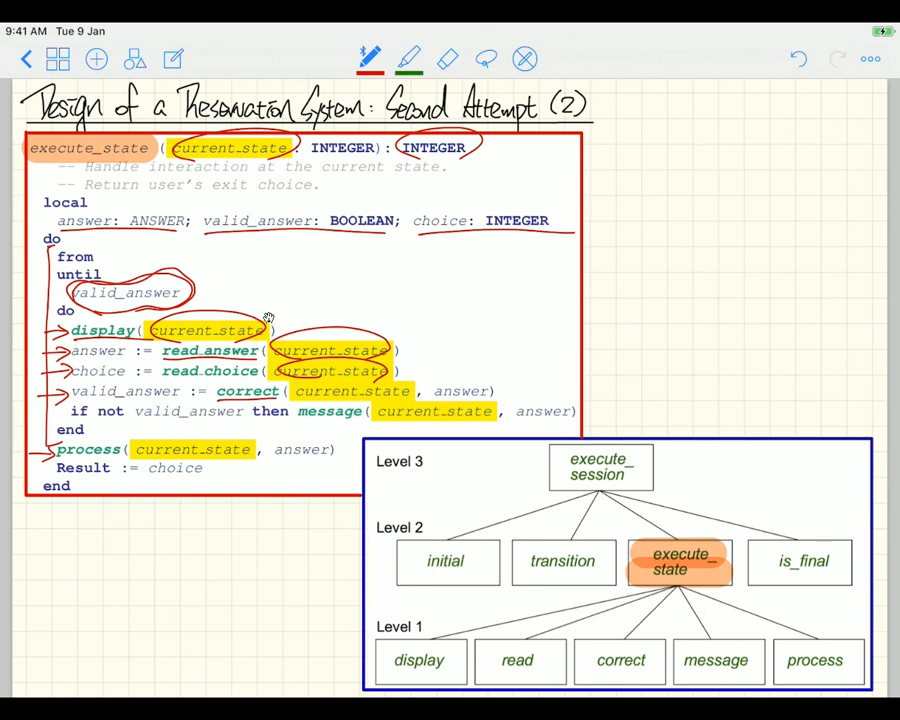 9:41 AM Tue 9 Jan
Design of a Reservation System: Second Attempt (2)
execute_state (current_state : INTEGER): INTEGER
-- Handle interaction at the current state.
-- Return user's exit choice.
local
answer: ANSWER; valid_answer: BOOLEAN; choice: INTEGER
do
from
until
valid_answer
do
display(current_state)
answer := read_answer(current_state)
choice := read_choice(current_state)
valid_answer := correct(current_state, answer)
if not valid_answer then message(current_state, answer)
end
process(current_state, answer)
Result := choice
end
Level 3
execute_
session
Level 2
initial
transition
execute_
state
is_final
Level 1
display
read
correct
message
process